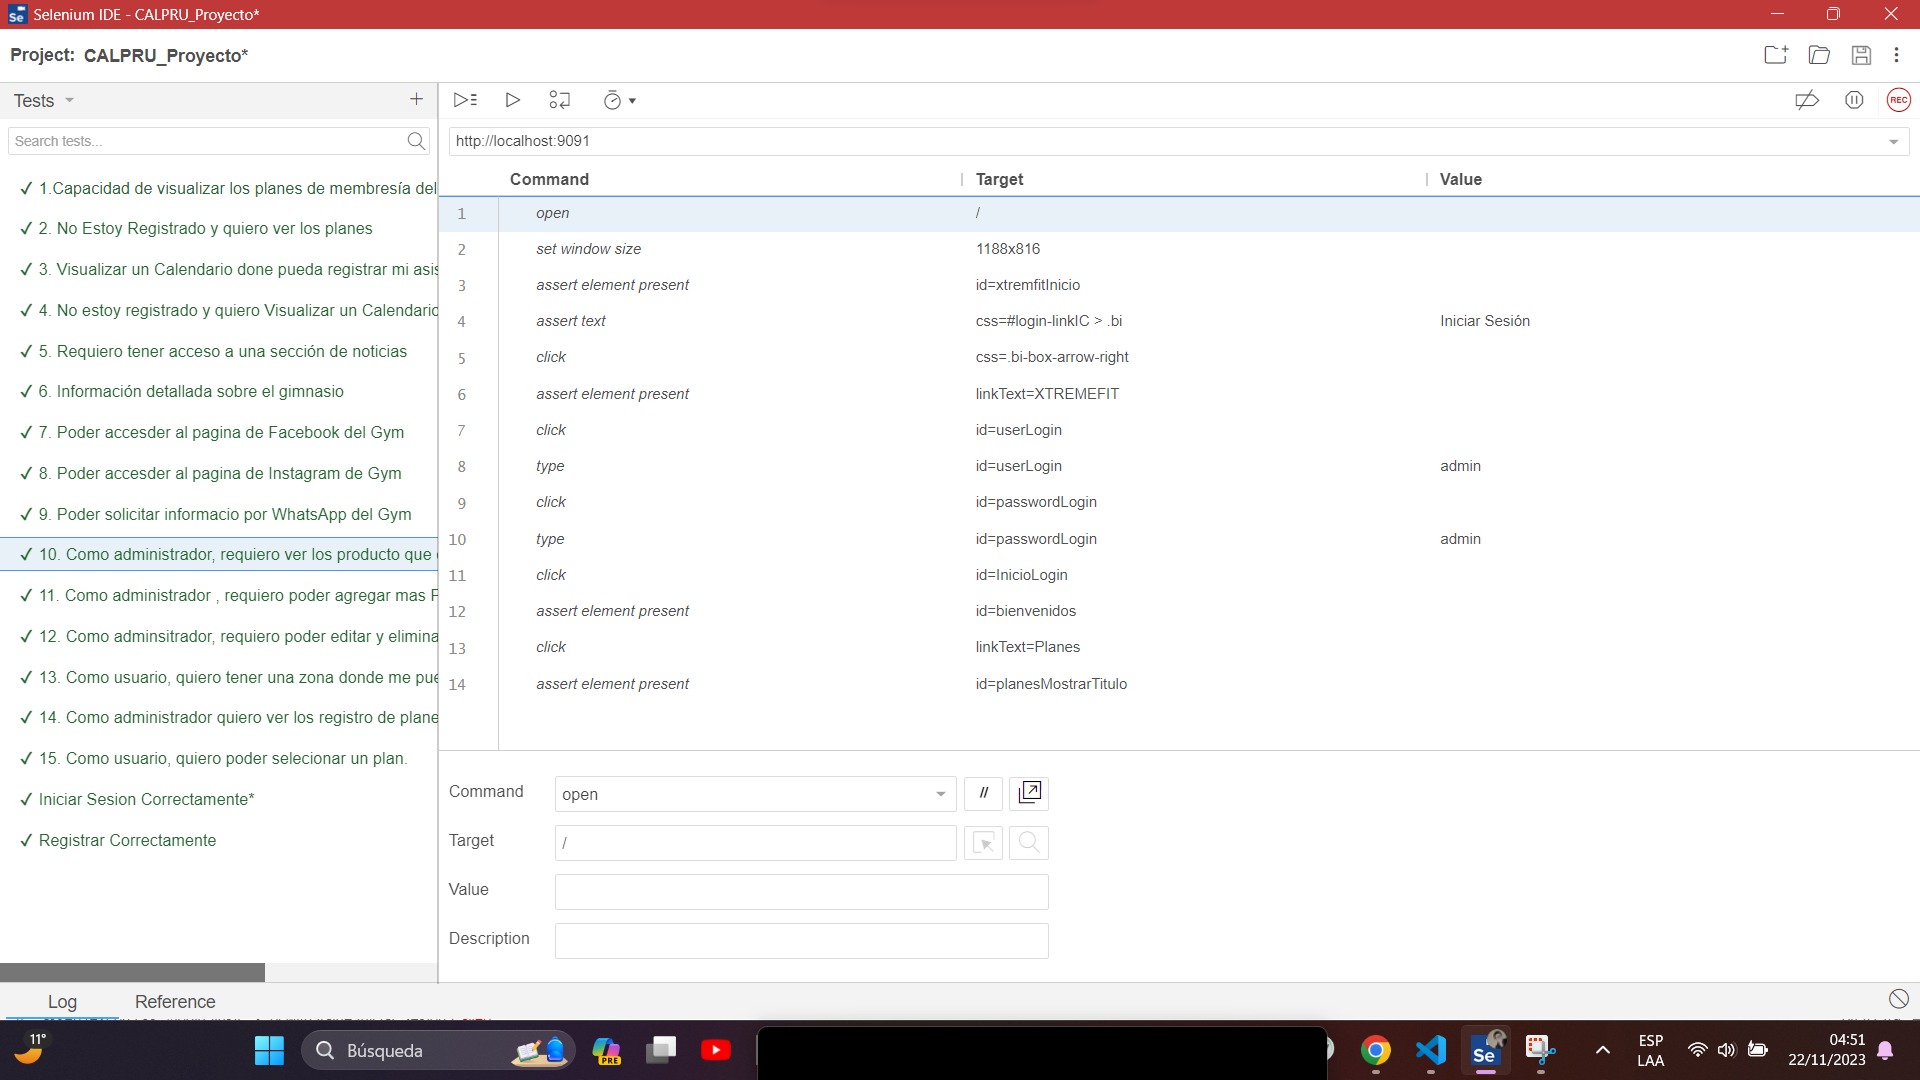 Selenium IDE - CALPRU_Proyecto*
Project: CALPRU_Proyecto*
Tests
Search tests...
REC
http://localhost:9091
Command Target Value
✓ 1.Capacidad de visualizar los planes de membresía del
✓ 2. No Estoy Registrado y quiero ver los planes
✓ 3. Visualizar un Calendario done pueda registrar mi asis
✓ 4. No estoy registrado y quiero Visualizar un Calendario
✓ 5. Requiero tener acceso a una sección de noticias
✓ 6. Información detallada sobre el gimnasio
✓ 7. Poder accesder al pagina de Facebook del Gym
✓ 8. Poder accesder al pagina de Instagram de Gym
✓ 9. Poder solicitar informacio por WhatsApp del Gym
✓ 10. Como administrador, requiero ver los producto que
✓ 11. Como administrador , requiero poder agregar mas
✓ 12. Como adminsitrador, requiero poder editar y elimina
✓ 13. Como usuario, quiero tener una zona donde me pue
✓ 14. Como administrador quiero ver los registro de plane
✓ 15. Como usuario, quiero poder selecionar un plan.
✓ Iniciar Sesion Correctamente*
✓ Registrar Correctamente
1 open /
2 set window size 1188x816
3 assert element present id=xtremfitInicio
4 assert text css=#login-linkIC > .bi Iniciar Sesión
5 click css=.bi-box-arrow-right
6 assert element present linkText=XTREMEFIT
7 click id=userLogin
8 type id=userLogin admin
9 click id=passwordLogin
10 type id=passwordLogin admin
11 click id=InicioLogin
12 assert element present id=bienvenidos
13 click linkText=Planes
14 assert element present id=planesMostrarTitulo
Command open //
Target /
Value
Description
Log Reference
11°
Búsqueda
PRE
Se
ESP
LAA
04:51
22/11/2023